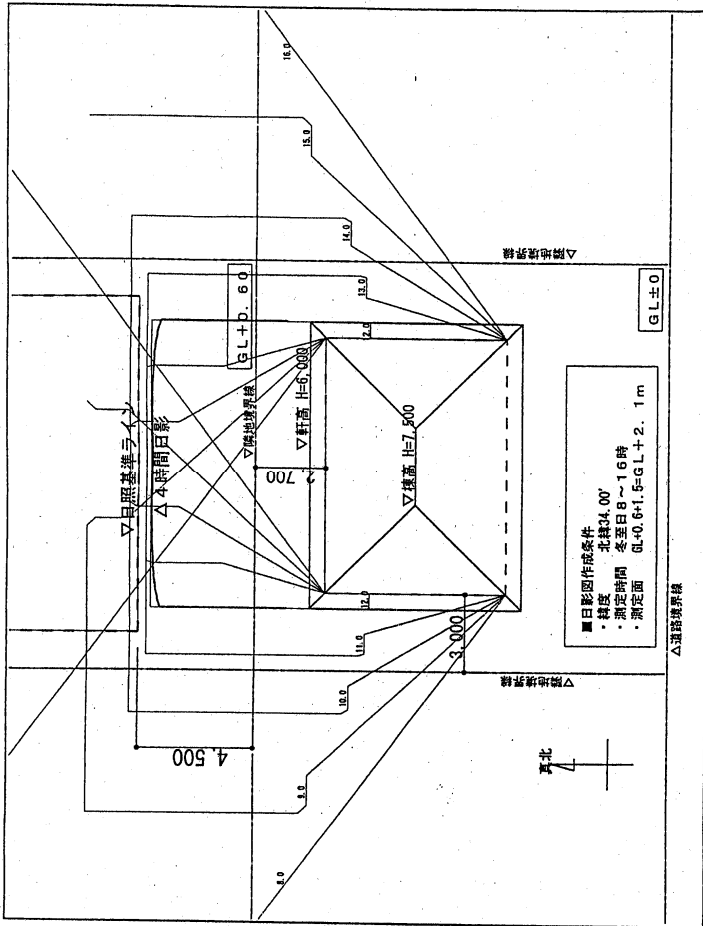 16.0
15.0
14.0
13.0
2.0
GL+0.60
△隣地境界線
GL±0
▽日照基準ライン
△4時間日影
▽隣地境界線
▽軒高 H=6,000
2,700
▽棟高 H=7,500
12.0
11.0
10.0
9.0
8.0
3,000
4,500
▽隣地境界線
真北
■日影図作成条件
・緯度 北緯34.00'
・測定時間 冬至日8~16時
・測定面 GL+0.6+1.5=GL+2.1m
△道路境界線